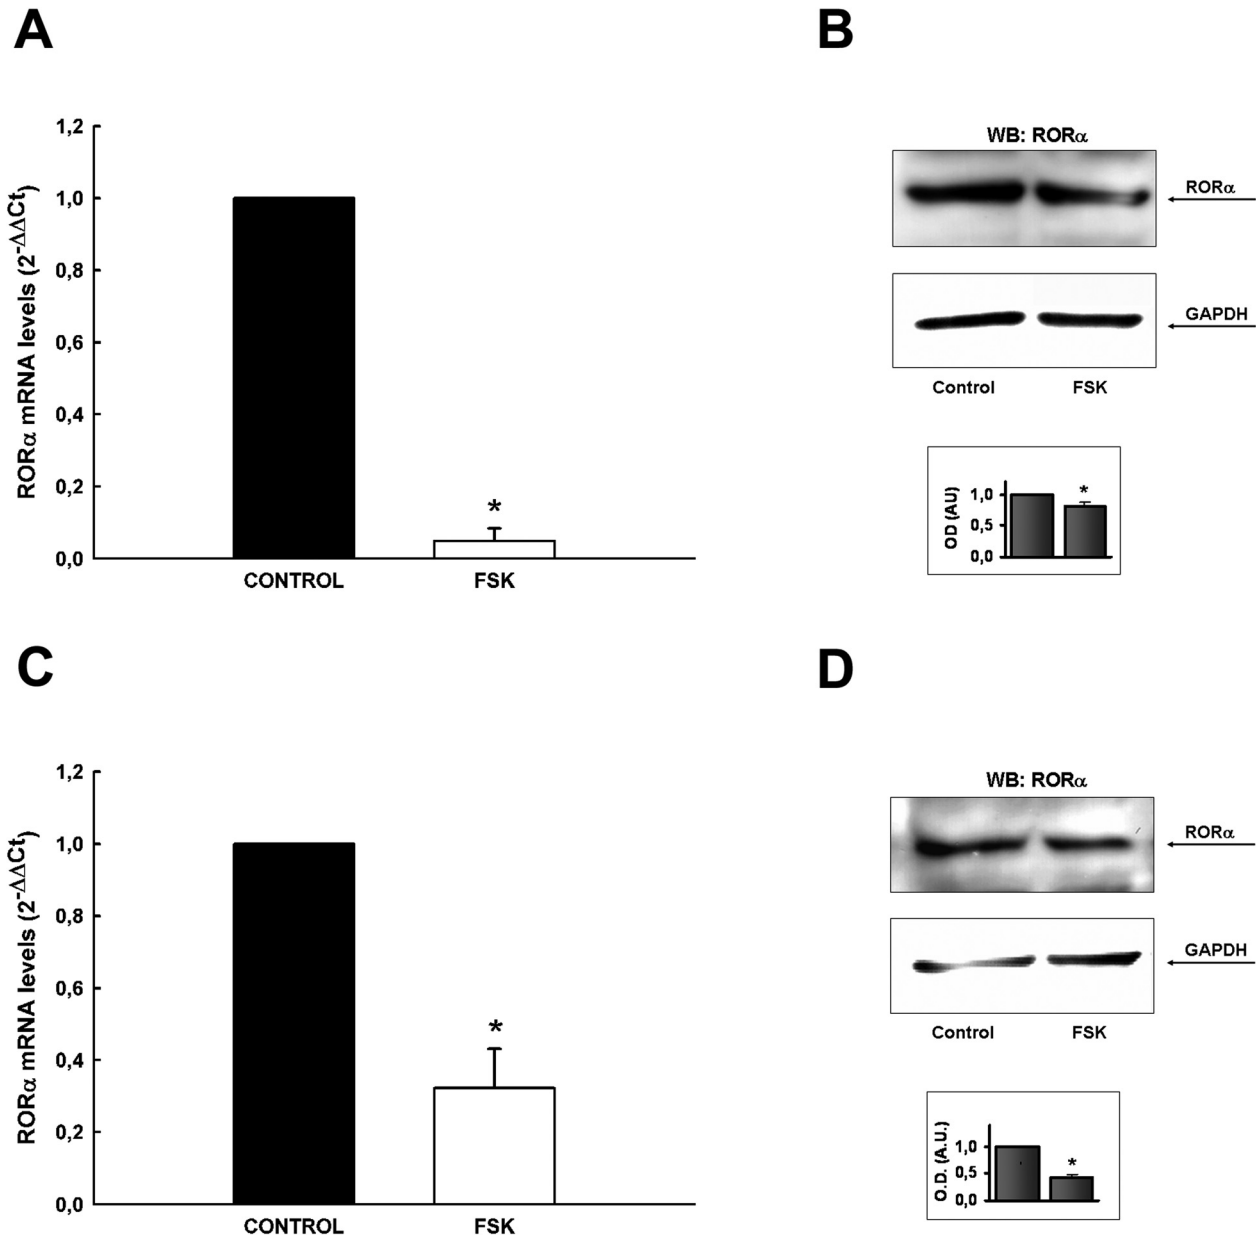 A
RORα mRNA levels (2-ΔΔCt)
1,2
1,0
0,8
0,6
0,4
0,2
0,0
*
CONTROL FSK
B
WB: RORα
RORα
GAPDH
Control FSK
OD (AU)
1,0
0,5
0,0
*
C
RORα mRNA levels (2-ΔΔCt)
1,2
1,0
0,8
0,6
0,4
0,2
0,0
*
CONTROL FSK
D
WB: RORα
RORα
GAPDH
Control FSK
O.D. (A.U.)
1,0
0,5
0,0
*